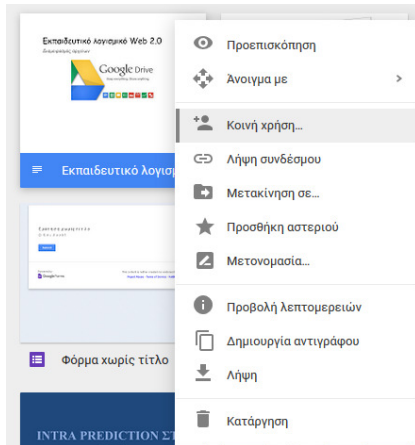 Εκπαιδευτικό λογισμικό Web 2.0
Google Drive
Εκπαιδευτικό λογισ
Προεπισκόπηση
Άνοιγμα με
Κοινή χρήση...
Λήψη συνδέσμου
Μετακίνηση σε...
Προσθήκη αστεριού
Μετονομασία...
Προβολή λεπτομερειών
Δημιουργία αντιγράφου
Λήψη
Κατάργηση
Φόρμα χωρίς τίτλο
INTRA PREDICTION ΣΤ